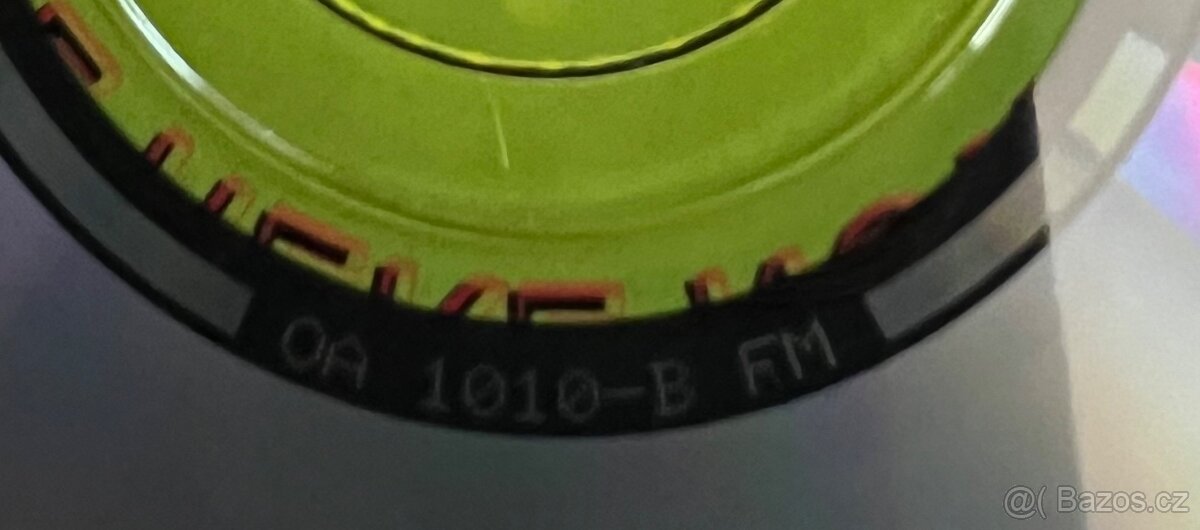 OA 1010-B FM
@( Bazos.cz